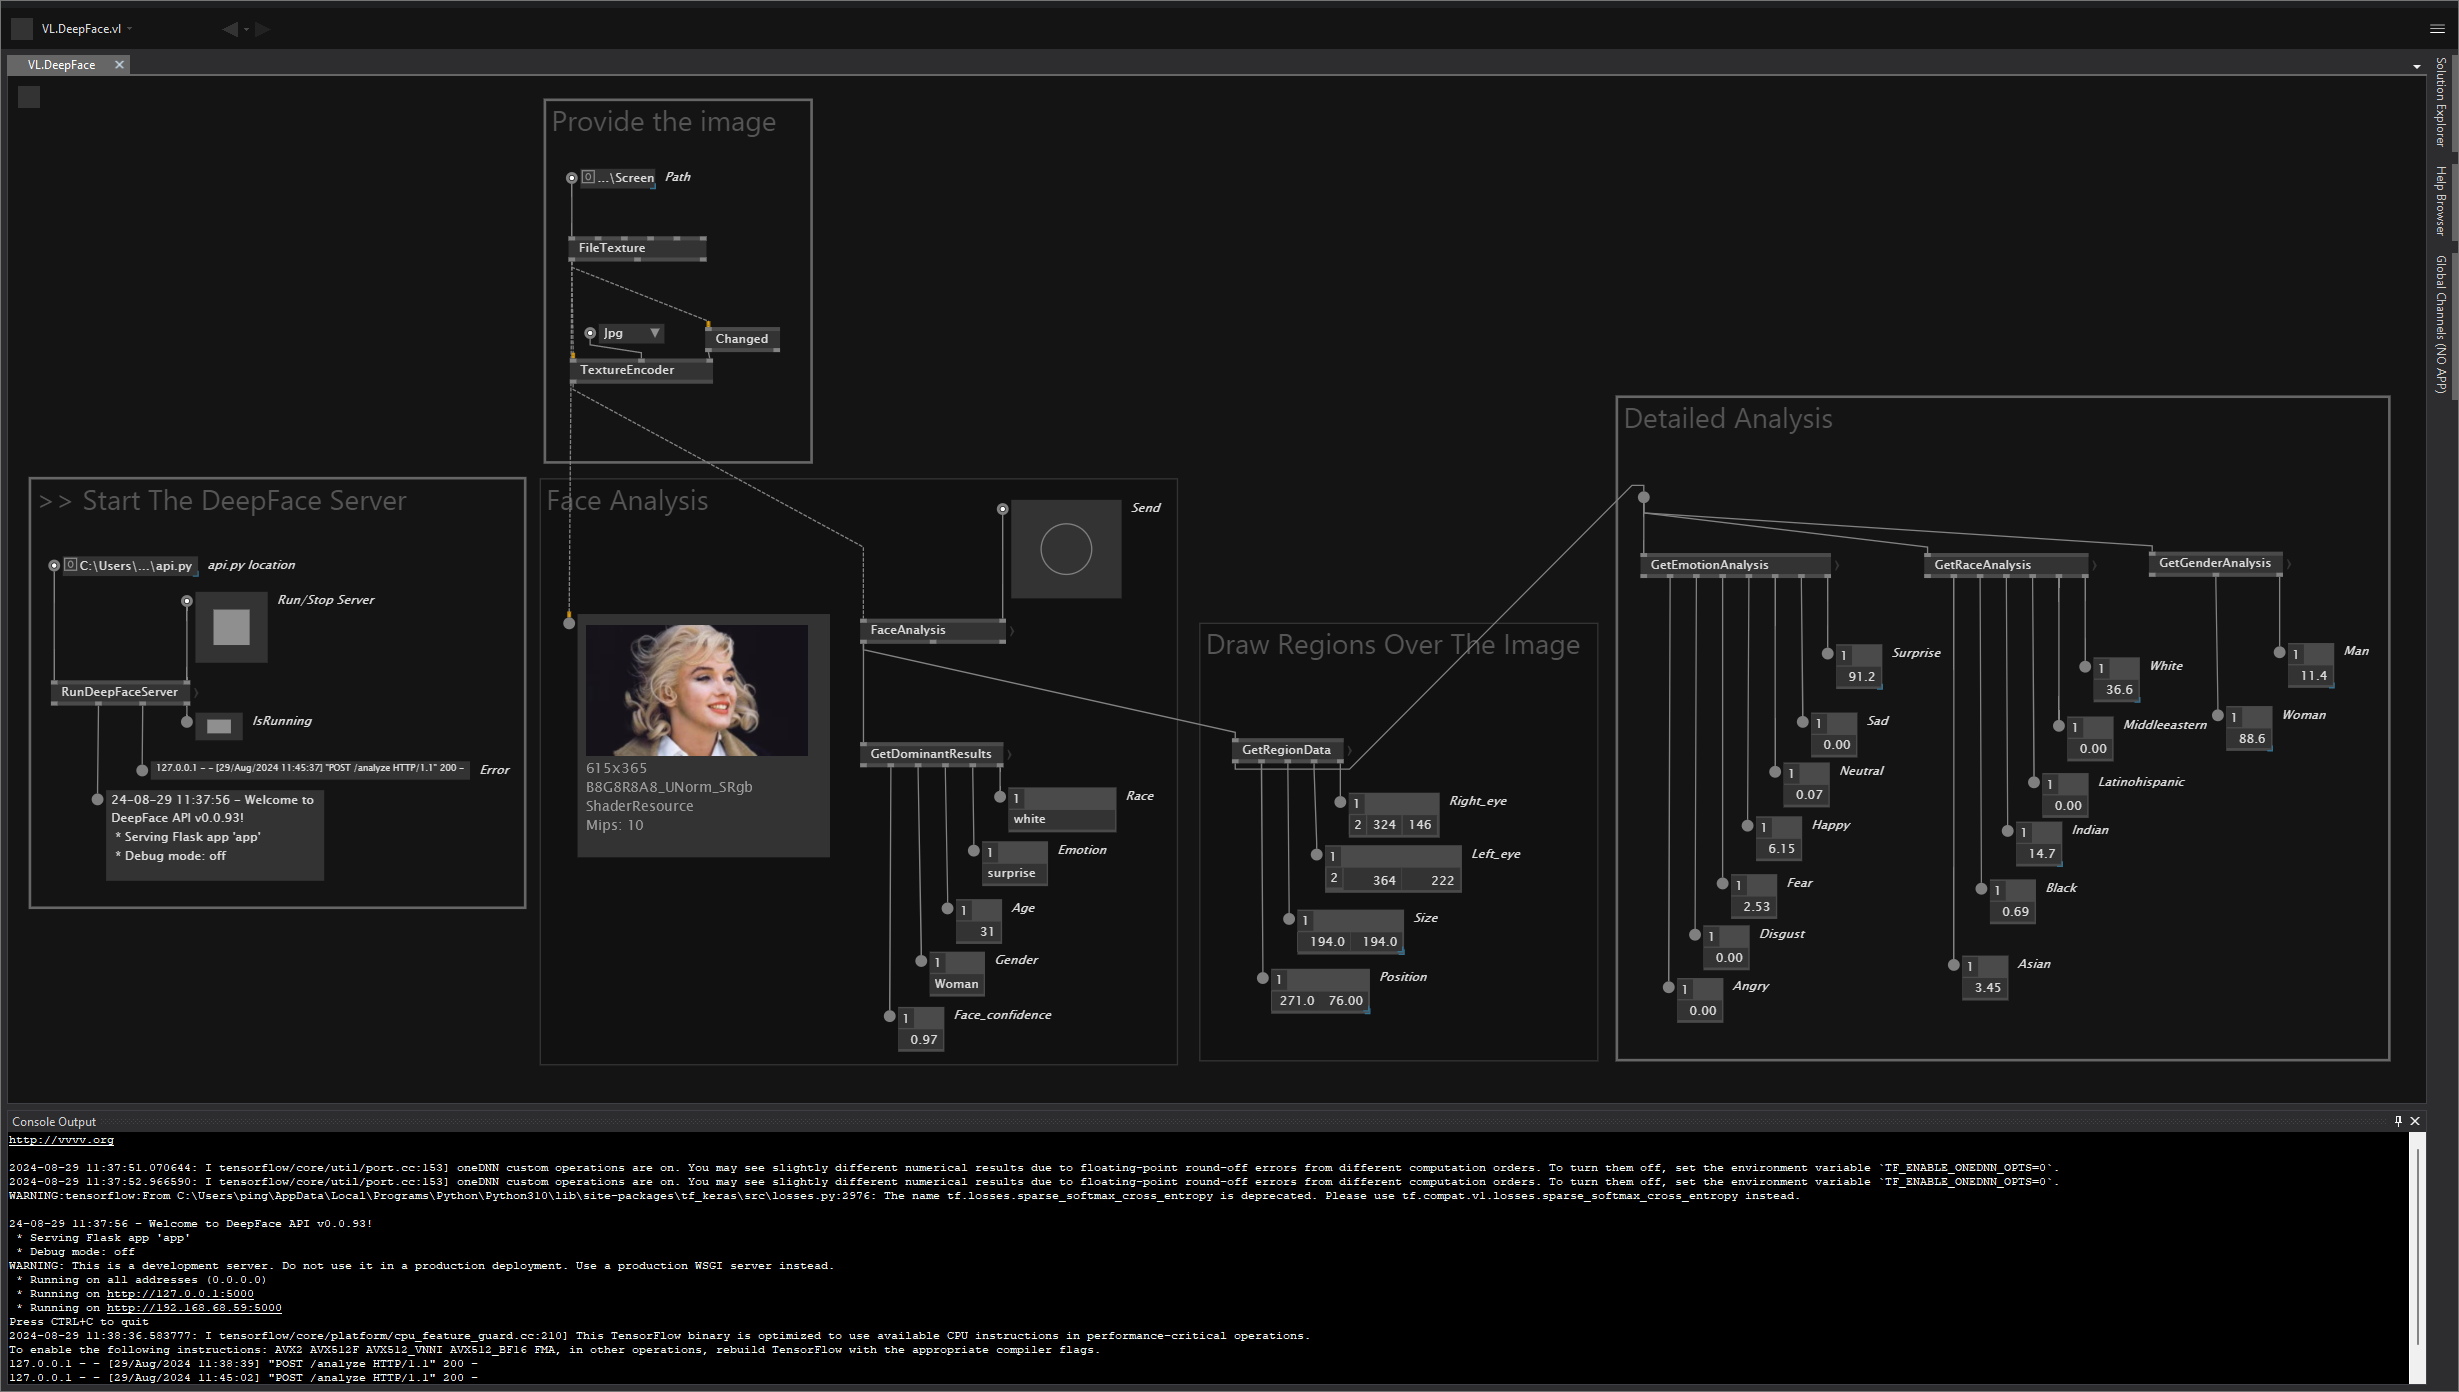 VL.DeepFace.vl
VL.DeepFace
Solution Explorer
Help Browser
Global Channels (NO APP)
Provide the image
...\Screen
Path
FileTexture
Jpg
Changed
TextureEncoder
>> Start The DeepFace Server
C:\Users\...\api.py
api.py location
Run/Stop Server
RunDeepFaceServer
IsRunning
127.0.0.1 - - [29/Aug/2024 11:45:37] "POST /analyze HTTP/1.1" 200 -
Error
24-08-29 11:37:56 - Welcome to
DeepFace API v0.0.93!
* Serving Flask app 'app'
* Debug mode: off
Face Analysis
Send
FaceAnalysis
615x365
B8G8R8A8_UNorm_SRgb
ShaderResource
Mips: 10
GetDominantResults
1
white
Race
1
surprise
Emotion
1
31
Age
1
Woman
Gender
1
0.97
Face_confidence
Draw Regions Over The Image
GetRegionData
1
2 324 146
Right_eye
1
2 364 222
Left_eye
1
194.0 194.0
Size
1
271.0 76.00
Position
Detailed Analysis
GetEmotionAnalysis
1
91.2
Surprise
1
0.00
Sad
1
0.07
Neutral
1
6.15
Happy
1
2.53
Fear
1
0.00
Disgust
1
0.00
Angry
GetRaceAnalysis
1
36.6
White
1
0.00
Middleeastern
1
0.00
Latinohispanic
1
14.7
Indian
1
0.69
Black
1
3.45
Asian
GetGenderAnalysis
1
11.4
Man
1
88.6
Woman
Console Output
http://vvvv.org
2024-08-29 11:37:51.070644: I tensorflow/core/util/port.cc:153] oneDNN custom operations are on. You may see slightly different numerical results due to floating-point round-off errors from different computation orders. To turn them off, set the environment variable `TF_ENABLE_ONEDNN_OPTS=0`.
2024-08-29 11:37:52.966590: I tensorflow/core/util/port.cc:153] oneDNN custom operations are on. You may see slightly different numerical results due to floating-point round-off errors from different computation orders. To turn them off, set the environment variable `TF_ENABLE_ONEDNN_OPTS=0`.
WARNING:tensorflow:From C:\Users\ping\AppData\Local\Programs\Python\Python310\lib\site-packages\tf_keras\src\losses.py:2976: The name tf.losses.sparse_softmax_cross_entropy is deprecated. Please use tf.compat.v1.losses.sparse_softmax_cross_entropy instead.
24-08-29 11:37:56 - Welcome to DeepFace API v0.0.93!
* Serving Flask app 'app'
* Debug mode: off
WARNING: This is a development server. Do not use it in a production deployment. Use a production WSGI server instead.
* Running on all addresses (0.0.0.0)
* Running on http://127.0.0.1:5000
* Running on http://192.168.68.59:5000
Press CTRL+C to quit
2024-08-29 11:38:36.583777: I tensorflow/core/platform/cpu_feature_guard.cc:210] This TensorFlow binary is optimized to use available CPU instructions in performance-critical operations.
To enable the following instructions: AVX2 AVX512F AVX512_VNNI AVX512_BF16 FMA, in other operations, rebuild TensorFlow with the appropriate compiler flags.
127.0.0.1 - - [29/Aug/2024 11:38:39] "POST /analyze HTTP/1.1" 200 -
127.0.0.1 - - [29/Aug/2024 11:45:02] "POST /analyze HTTP/1.1" 200 -